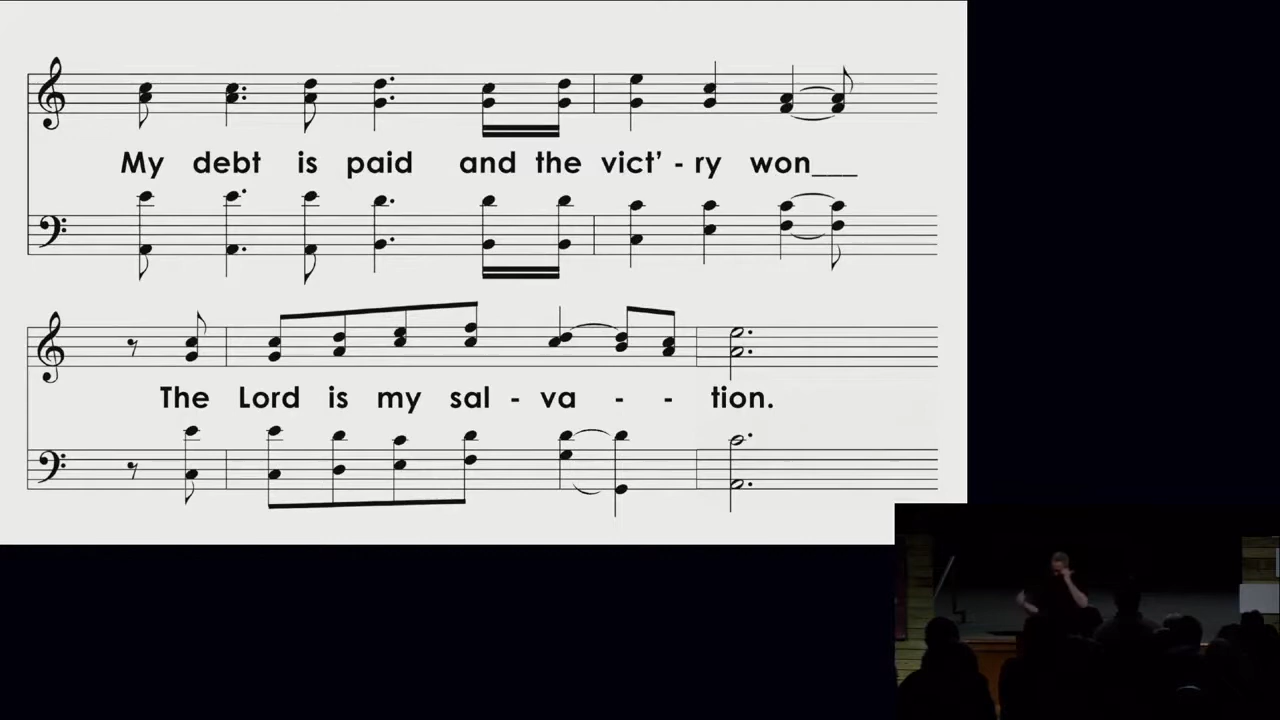 My debt is paid and the vict' - ry won___
The Lord is my sal - va - - tion.